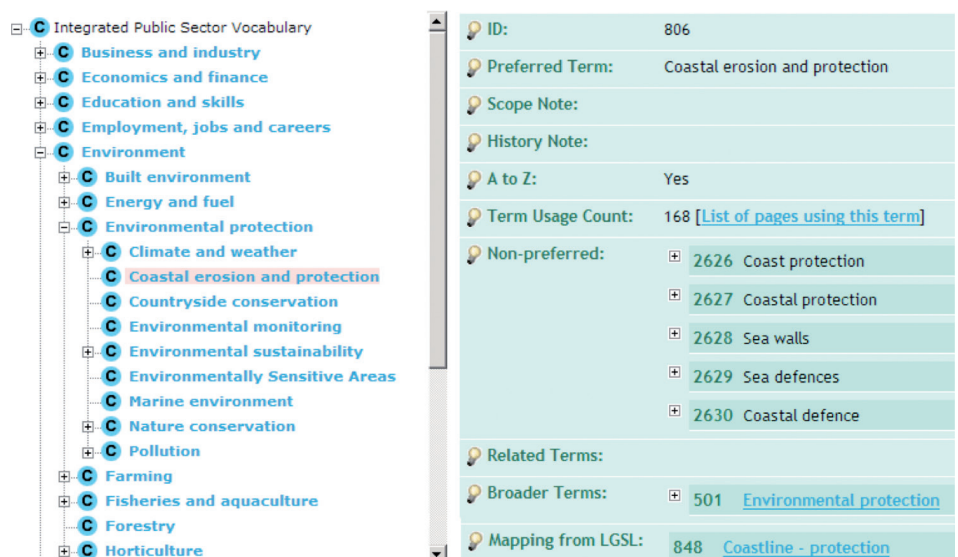 Integrated Public Sector Vocabulary
C Business and industry
C Economics and finance
C Education and skills
C Employment, jobs and careers
C Environment
C Built environment
C Energy and fuel
C Environmental protection
C Climate and weather
C Coastal erosion and protection
C Countryside conservation
C Environmental monitoring
C Environmental sustainability
C Environmentally Sensitive Areas
C Marine environment
C Nature conservation
C Pollution
C Farming
C Fisheries and aquaculture
C Forestry
C Horticulture
ID: 806
Preferred Term: Coastal erosion and protection
Scope Note:
History Note:
A to Z: Yes
Term Usage Count: 168 [List of pages using this term]
Non-preferred: 2626 Coast protection
2627 Coastal protection
2628 Sea walls
2629 Sea defences
2630 Coastal defence
Related Terms:
Broader Terms: 501 Environmental protection
Mapping from LGSL: 848 Coastline - protection